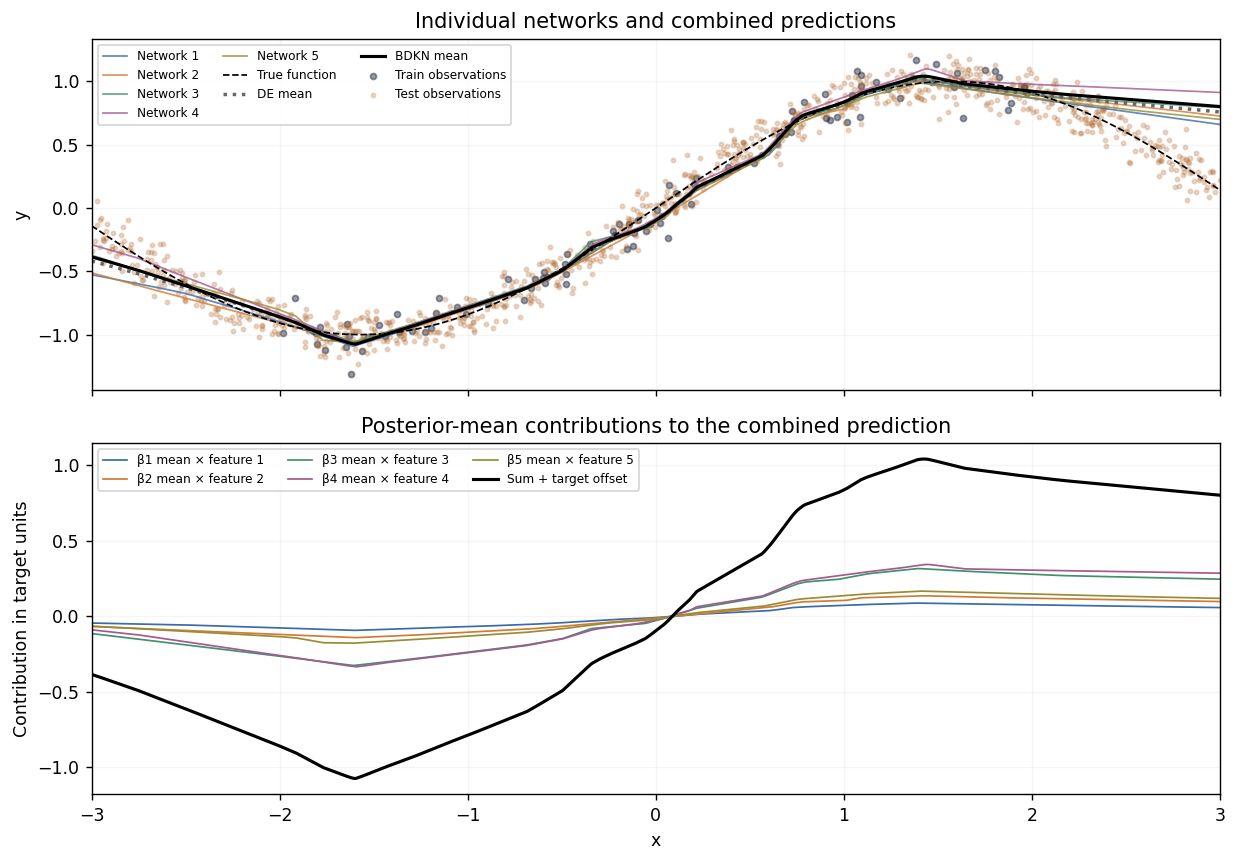 Individual networks and combined predictions
Network 1
Network 2
Network 3
Network 4
Network 5
True function
DE mean
BDKN mean
Train observations
Test observations
y
1.0
0.5
0.0
−0.5
−1.0
Posterior-mean contributions to the combined prediction
β1 mean × feature 1
β2 mean × feature 2
β3 mean × feature 3
β4 mean × feature 4
β5 mean × feature 5
Sum + target offset
Contribution in target units
1.0
0.5
0.0
−0.5
−1.0
−3 −2 −1 0 1 2 3
x